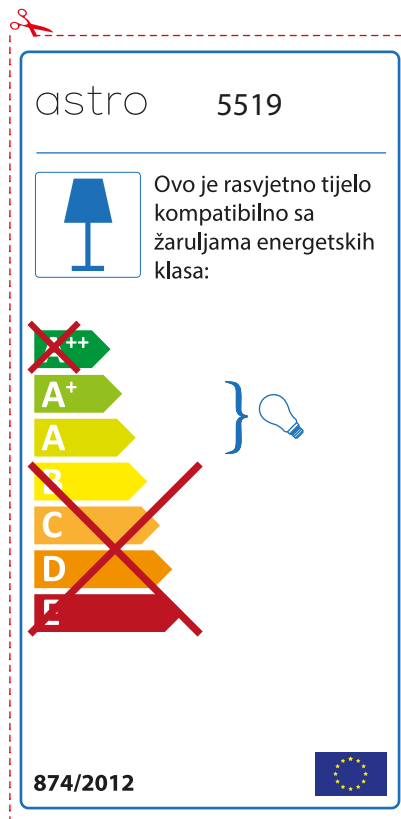 astro 5519
Ovo je rasvjetno tijelo
kompatibilno sa
žaruljama energetskih
klasa:
A++
A+
A
B
C
D
E
874/2012